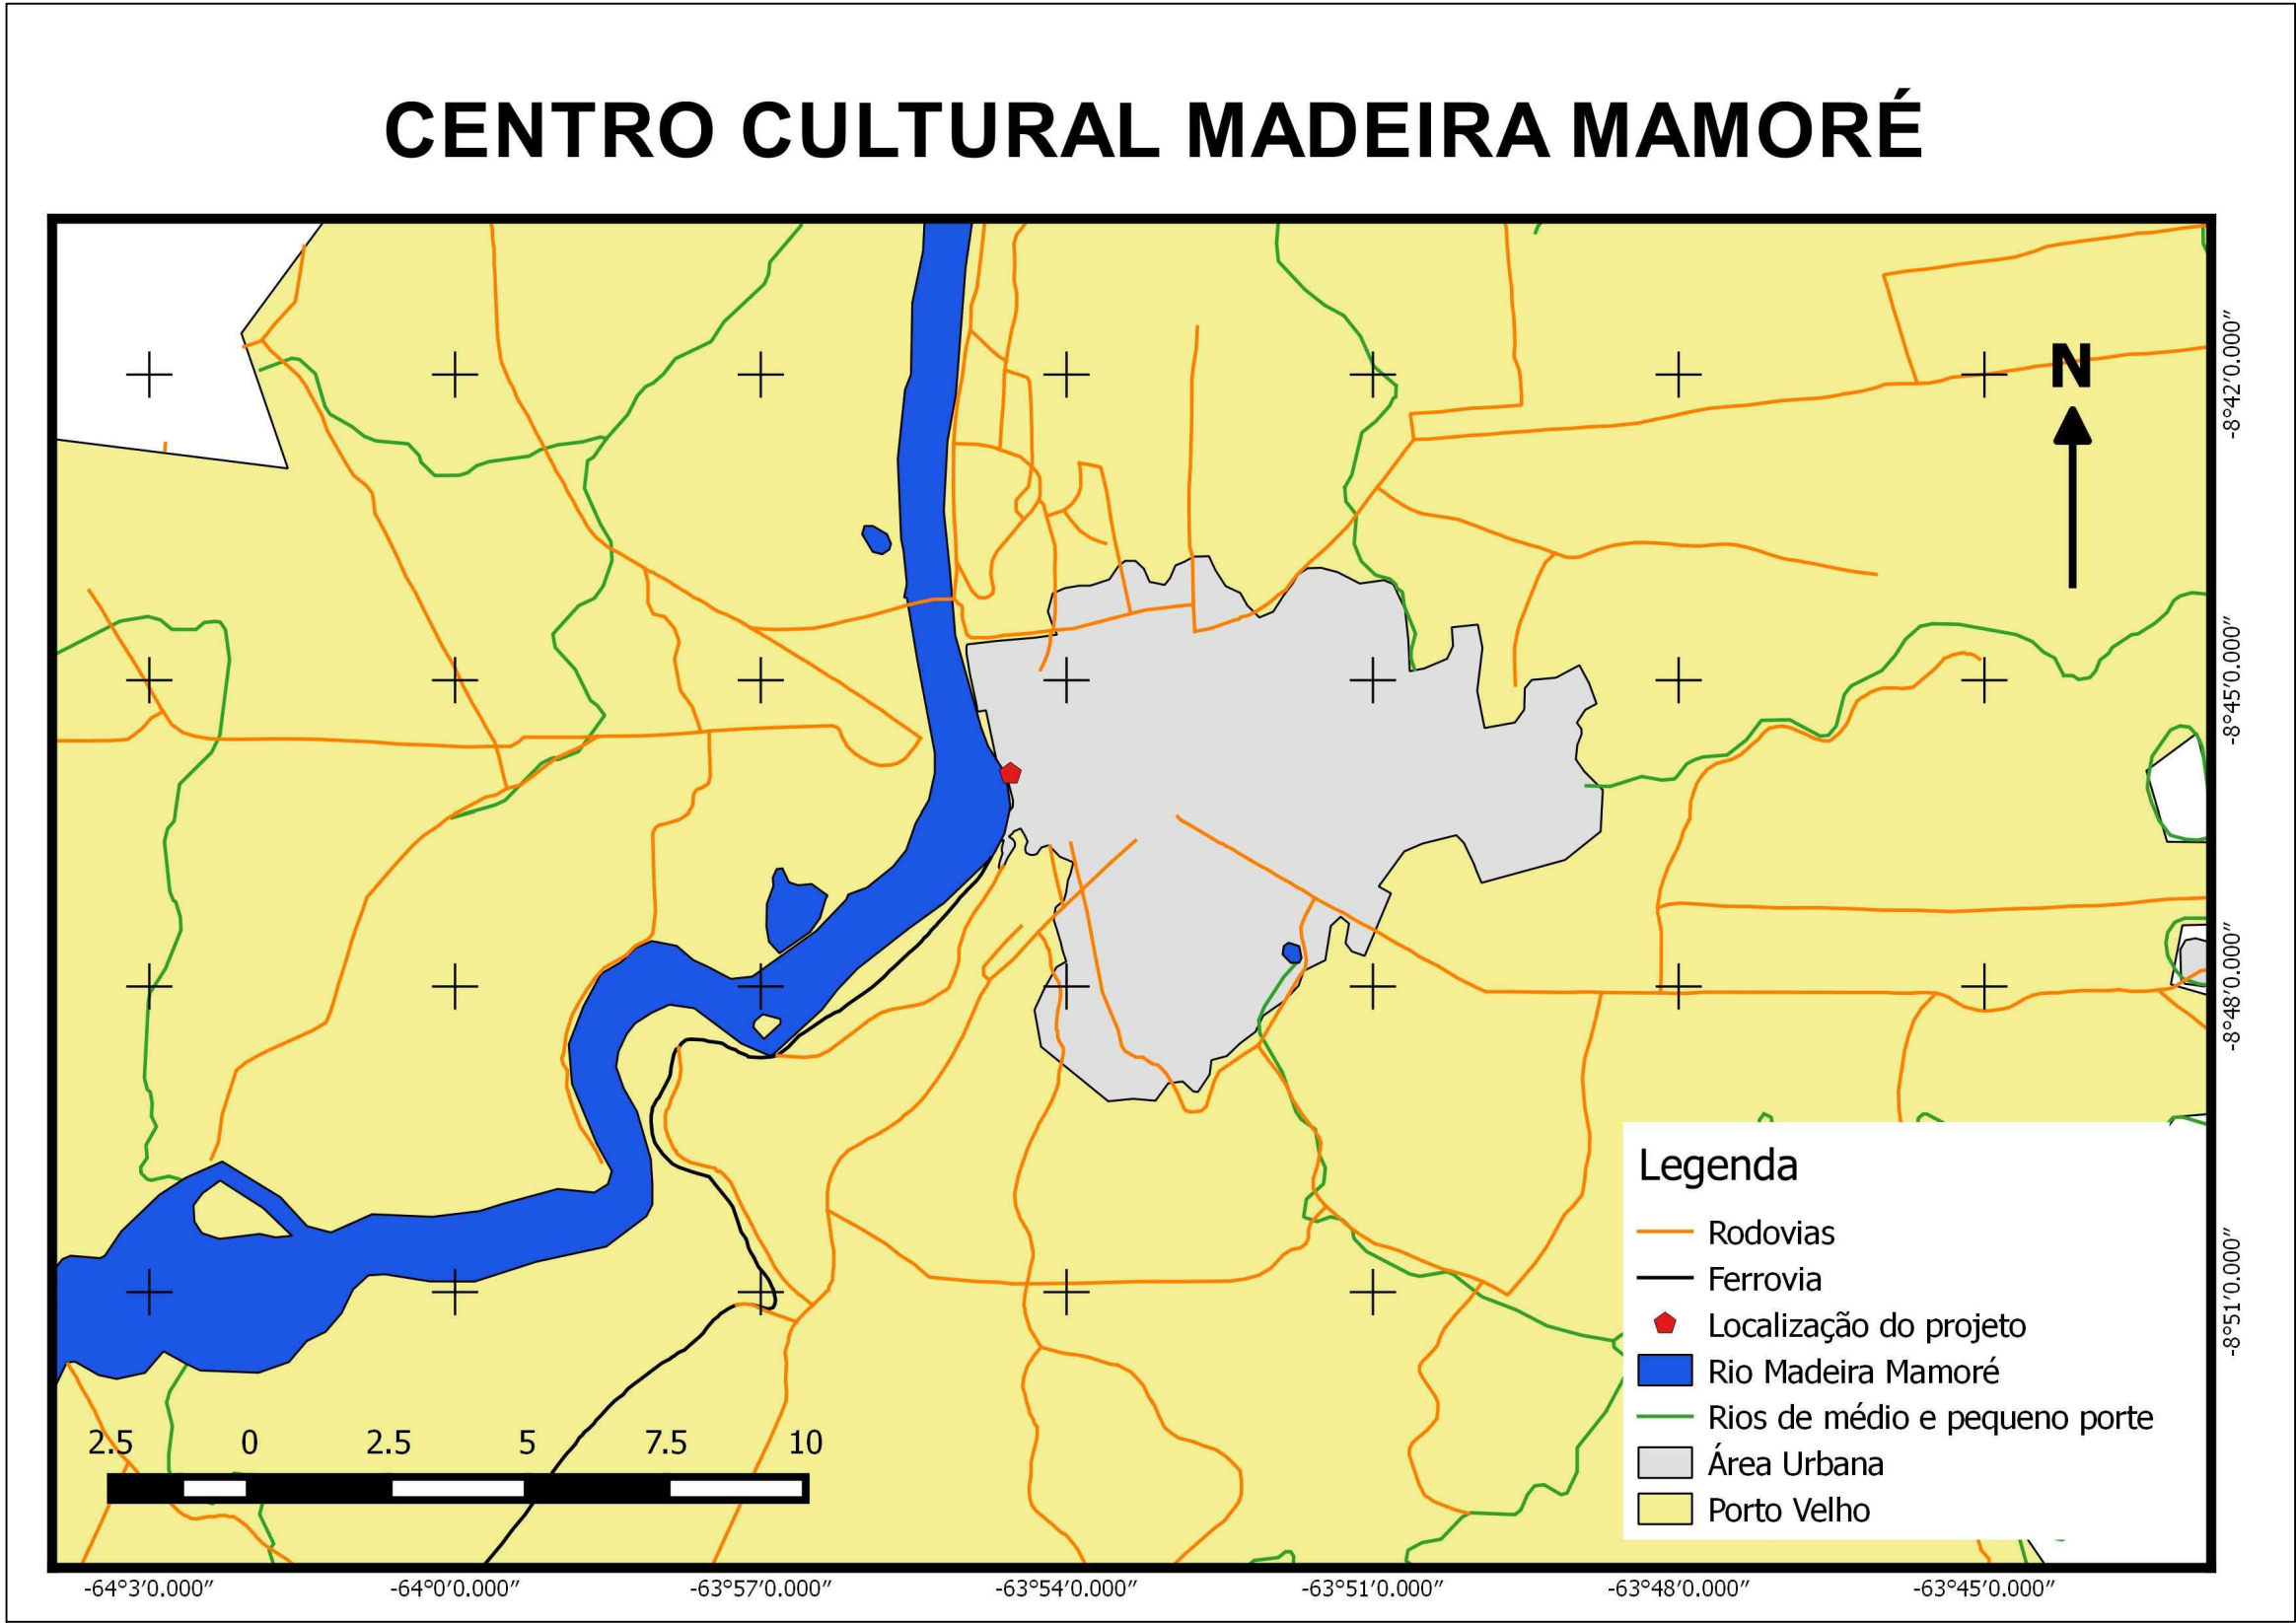 CENTRO CULTURAL MADEIRA MAMORÉ
N
-8°42′0.000″
-8°45′0.000″
-8°48′0.000″
-8°51′0.000″
Legenda
Rodovias
Ferrovia
Localização do projeto
Rio Madeira Mamoré
Rios de médio e pequeno porte
Área Urbana
Porto Velho
2.5 0 2.5 5 7.5 10
-64°3′0.000″ -64°0′0.000″ -63°57′0.000″ -63°54′0.000″ -63°51′0.000″ -63°48′0.000″ -63°45′0.000″